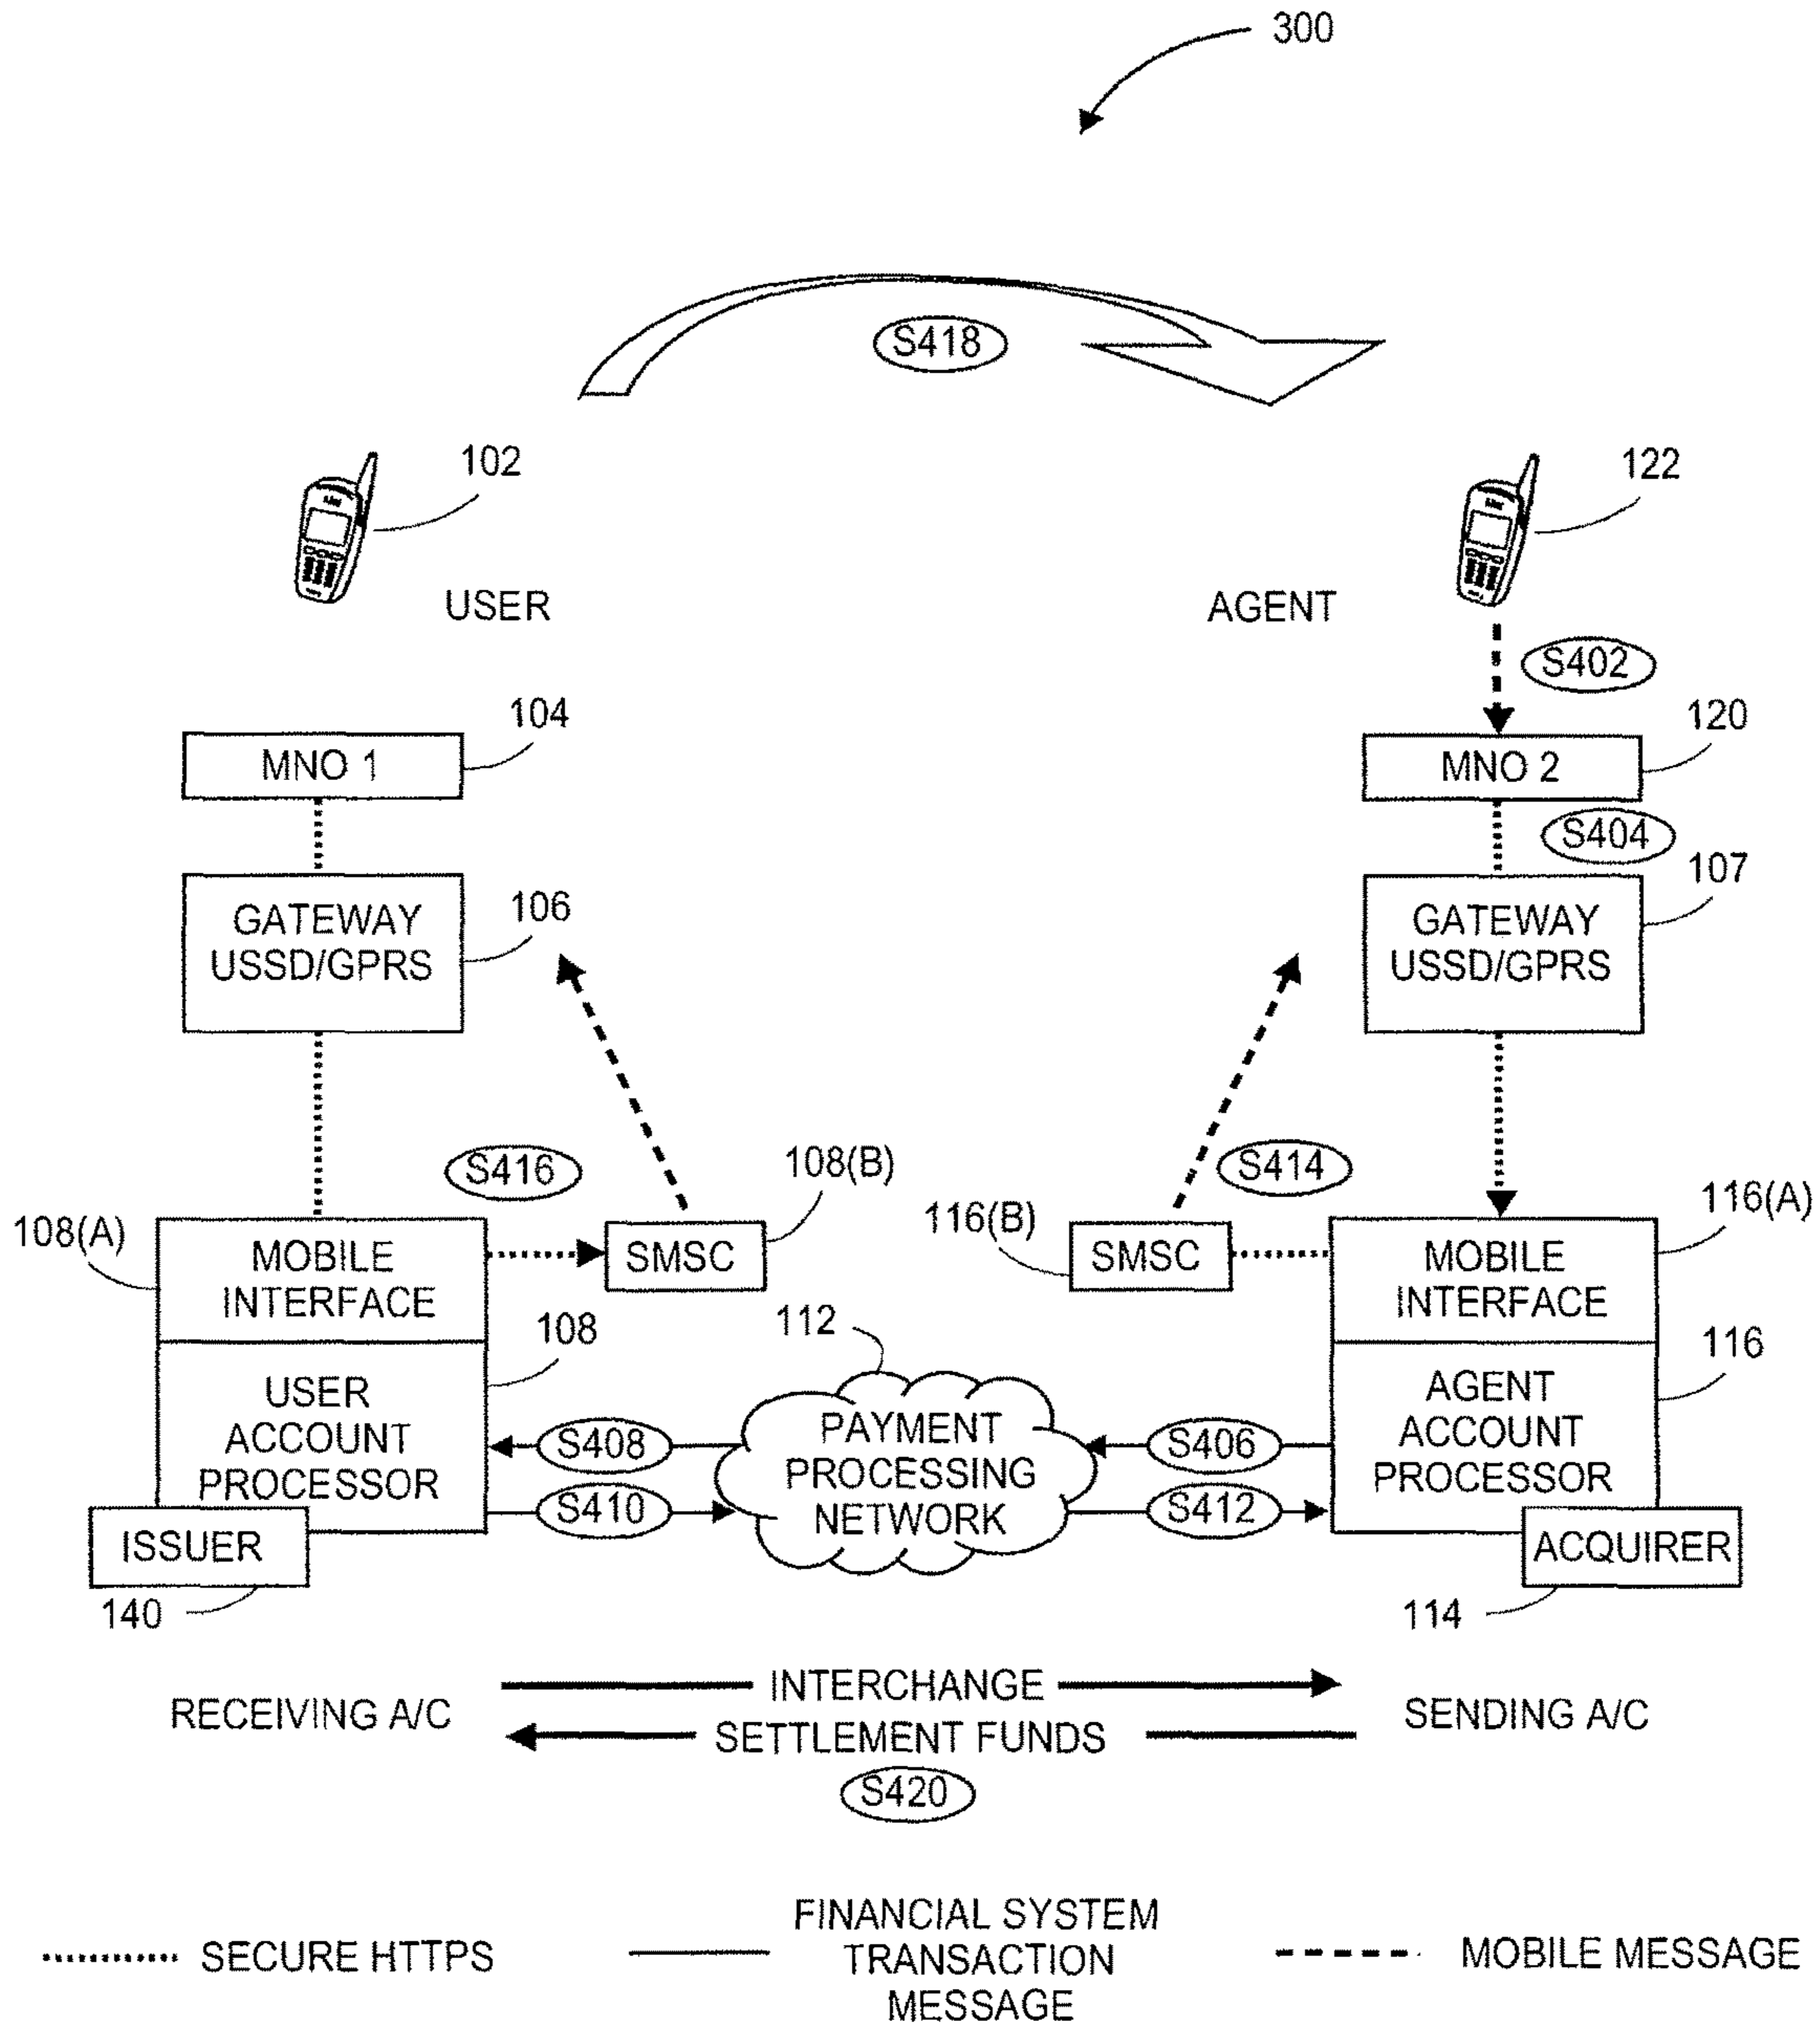 300
S418
102
122
USER
AGENT
S402
104
120
MNO 1
MNO 2
S404
106
107
GATEWAY
USSD/GPRS
GATEWAY
USSD/GPRS
S416
108(B)
S414
116(B)
116(A)
108(A)
MOBILE
INTERFACE
SMSC
SMSC
MOBILE
INTERFACE
112
108
116
USER
ACCOUNT
PROCESSOR
S408
S410
PAYMENT
PROCESSING
NETWORK
S406
S412
AGENT
ACCOUNT
PROCESSOR
ISSUER
ACQUIRER
140
114
RECEIVING A/C
INTERCHANGE
SETTLEMENT FUNDS
SENDING A/C
S420
SECURE HTTPS
FINANCIAL SYSTEM
TRANSACTION
MESSAGE
MOBILE MESSAGE